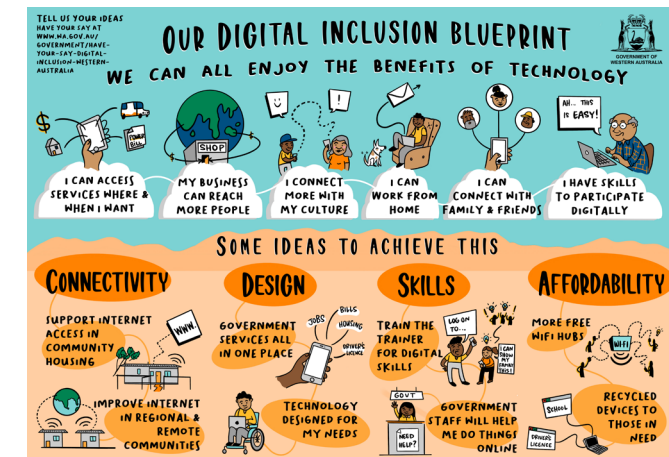 TELL US YOUR IDEAS
HAVE YOUR SAY AT
WWW.WA.GOV.AU/
GOVERNMENT/HAVE-
YOUR-SAY-DIGITAL-
INCLUSION-WESTERN-
AUSTRALIA
OUR DIGITAL INCLUSION BLUEPRINT
WE CAN ALL ENJOY THE BENEFITS OF TECHNOLOGY
GOVERNMENT OF
WESTERN AUSTRALIA
$
POWER
BILL
SHOP
!
AH... THIS
IS EASY!
I CAN ACCESS
SERVICES WHERE &
WHEN I WANT
MY BUSINESS
CAN REACH
MORE PEOPLE
I CONNECT
MORE WITH
MY CULTURE
I CAN
WORK FROM
HOME
I CAN
CONNECT WITH
FAMILY & FRIENDS
I HAVE SKILLS
TO PARTICIPATE
DIGITALLY
SOME IDEAS TO ACHIEVE THIS
CONNECTIVITY
SUPPORT INTERNET
ACCESS IN
COMMUNITY
HOUSING
WWW.
IMPROVE INTERNET
IN REGIONAL &
REMOTE
COMMUNITIES
DESIGN
GOVERNMENT
SERVICES ALL
IN ONE PLACE
JOBS
BILLS
HOUSING
DRIVER'S
LICENCE
TECHNOLOGY
DESIGNED FOR
MY NEEDS
SKILLS
TRAIN THE
TRAINER
FOR DIGITAL
SKILLS
LOG ON
TO...
I CAN
SHOW
MY
FAMILY
THIS!
GOVT
NEED
HELP?
GOVERNMENT
STAFF WILL HELP
ME DO THINGS
ONLINE
AFFORDABILITY
MORE FREE
WIFI HUBS
WIFI
SCHOOL
DRIVER'S
LICENCE
RECYCLED
DEVICES TO
THOSE IN
NEED